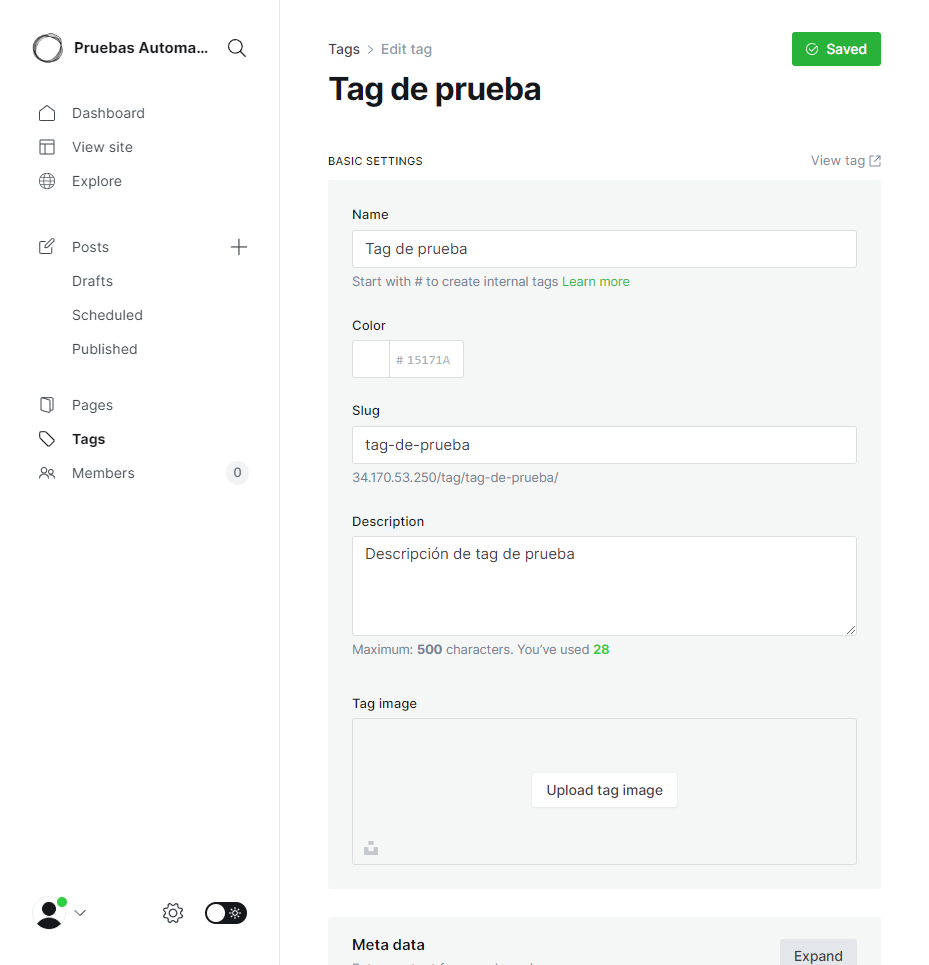 Pruebas Automa...
Dashboard
View site
Explore
Posts
Drafts
Scheduled
Published
Pages
Tags
Members 0
Tags > Edit tag
Saved
Tag de prueba
BASIC SETTINGS
View tag
Name
Tag de prueba
Start with # to create internal tags Learn more
Color
# 15171A
Slug
tag-de-prueba
34.170.53.250/tag/tag-de-prueba/
Description
Descripción de tag de prueba
Maximum: 500 characters. You’ve used 28
Tag image
Upload tag image
Meta data
Expand